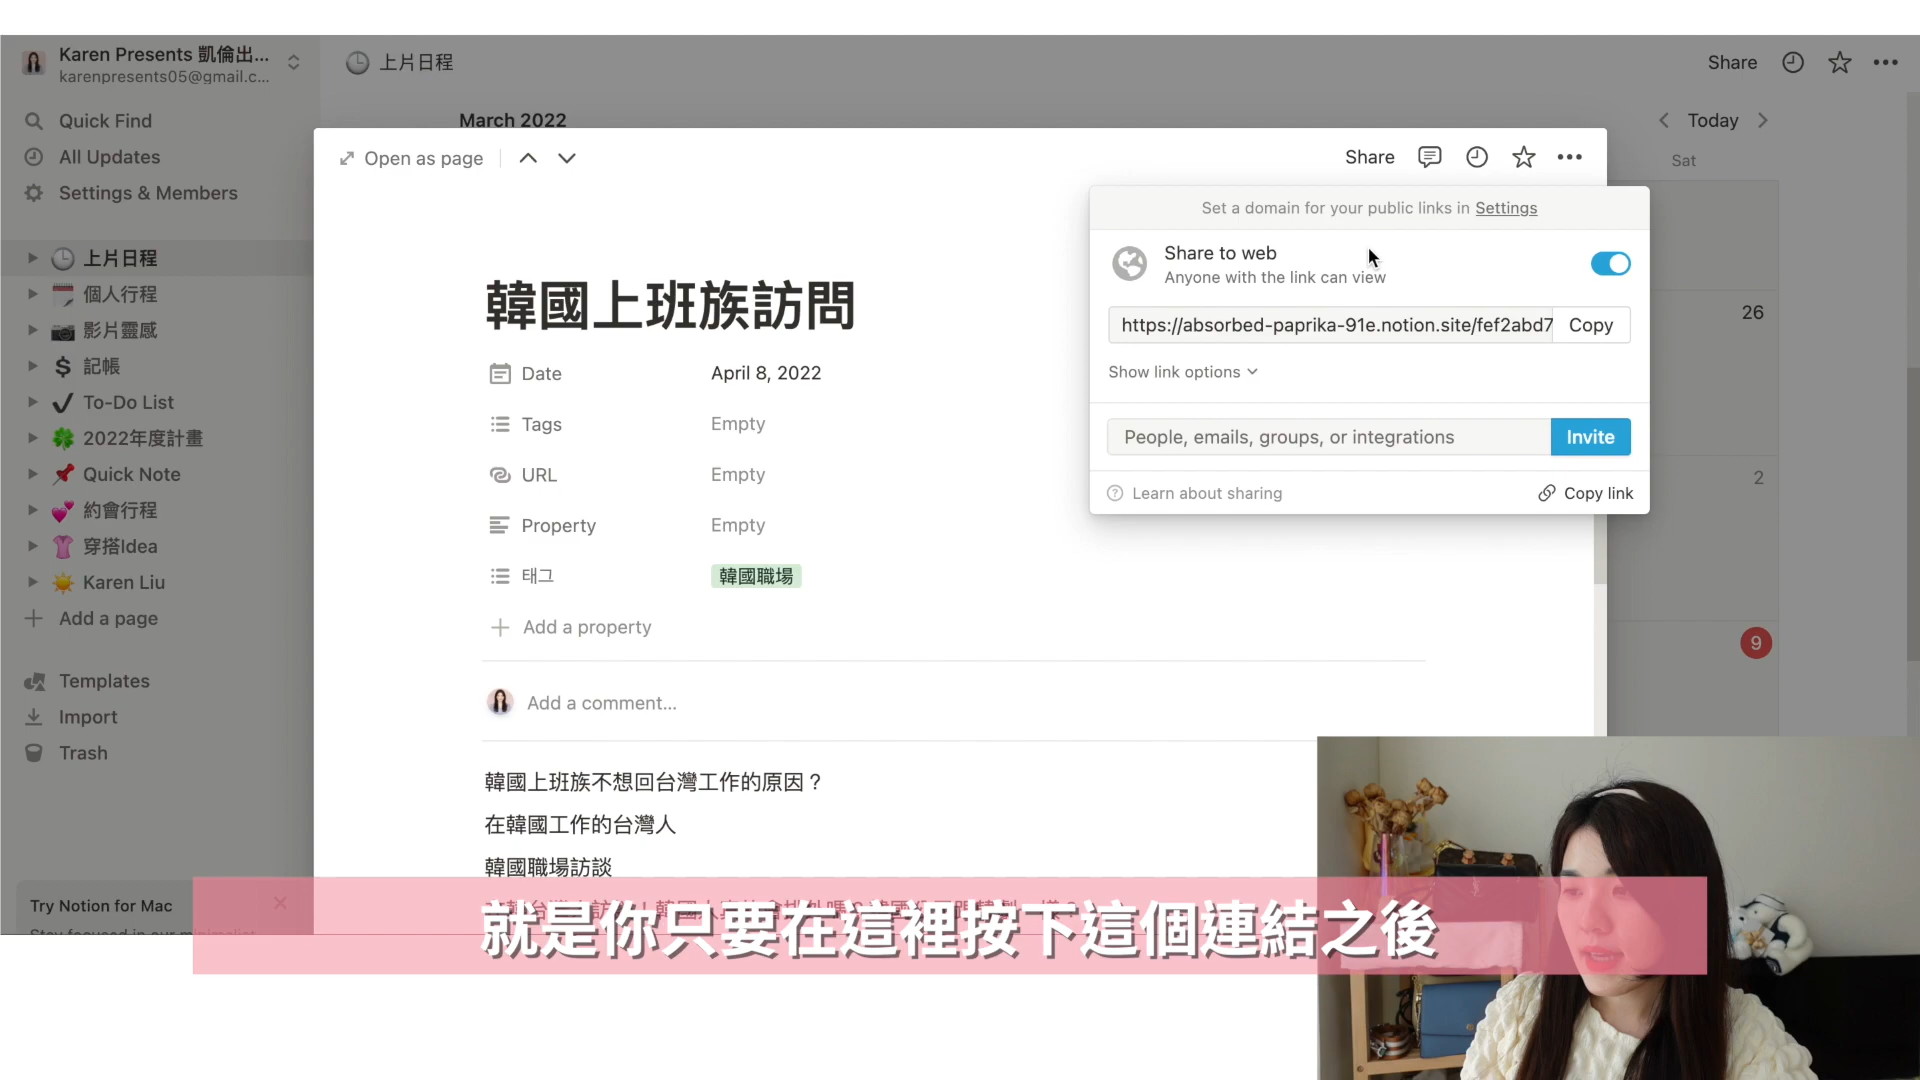 Karen Presents 凱倫出...
karenpresents05@gmail.c...
上片日程
Share
Quick Find
All Updates
Settings & Members
上片日程
個人行程
影片靈感
記帳
To-Do List
2022年度計畫
Quick Note
約會行程
穿搭Idea
Karen Liu
Add a page
Templates
Import
Trash
Try Notion for Mac
March 2022
Today
Sat
26
2
9
Open as page
Share
Set a domain for your public links in Settings
Share to web
Anyone with the link can view
https://absorbed-paprika-91e.notion.site/fef2abd7
Copy
Show link options
People, emails, groups, or integrations
Invite
Learn about sharing
Copy link
韓國上班族訪問
Date
April 8, 2022
Tags
Empty
URL
Empty
Property
Empty
태그
韓國職場
Add a property
Add a comment...
韓國上班族不想回台灣工作的原因？
在韓國工作的台灣人
韓國職場訪談
就是你只要在這裡按下這個連結之後